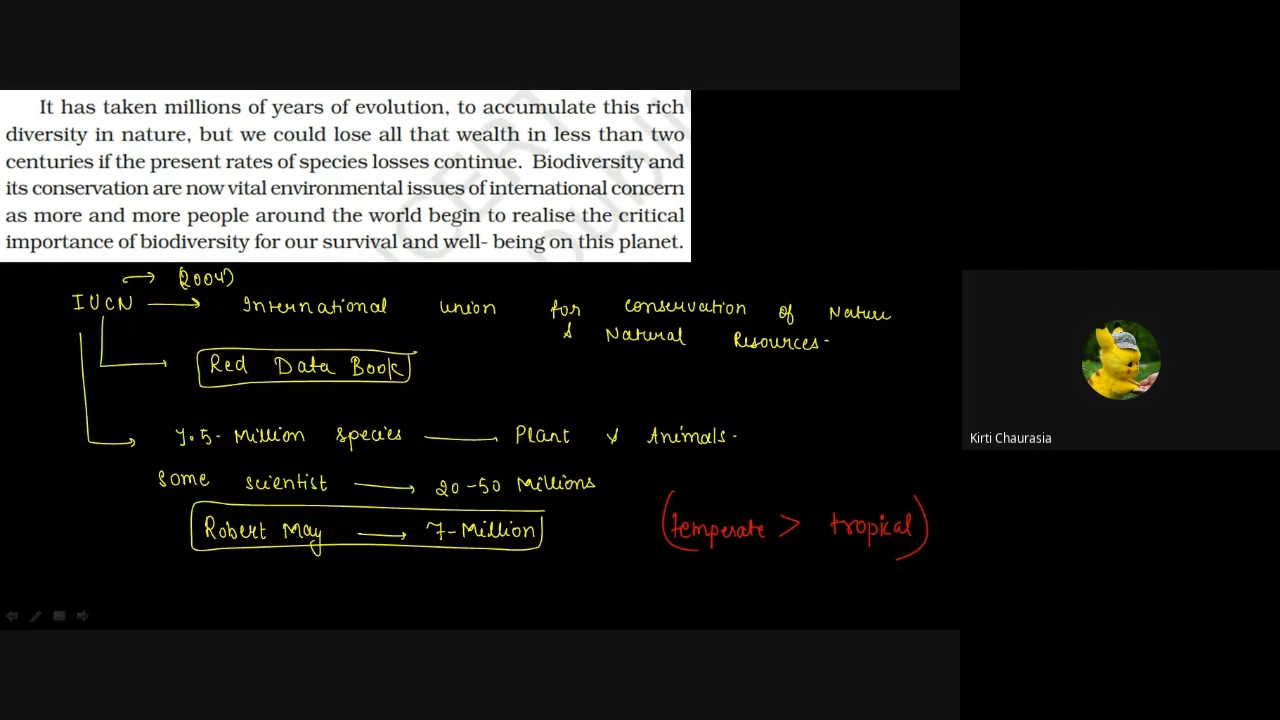 It has taken millions of years of evolution, to accumulate this rich
diversity in nature, but we could lose all that wealth in less than two
centuries if the present rates of species losses continue. Biodiversity and
its conservation are now vital environmental issues of international concern
as more and more people around the world begin to realise the critical
importance of biodiversity for our survival and well- being on this planet.
→ (2004)
IUCN → International union for conservation of Nature
& Natural Resources.
Red Data Book
1.5 - Million species — Plant & Animals.
Some scientist → 20-50 Millions
Robert May → 7-Million
(temperate > tropical)
Kirti Chaurasia